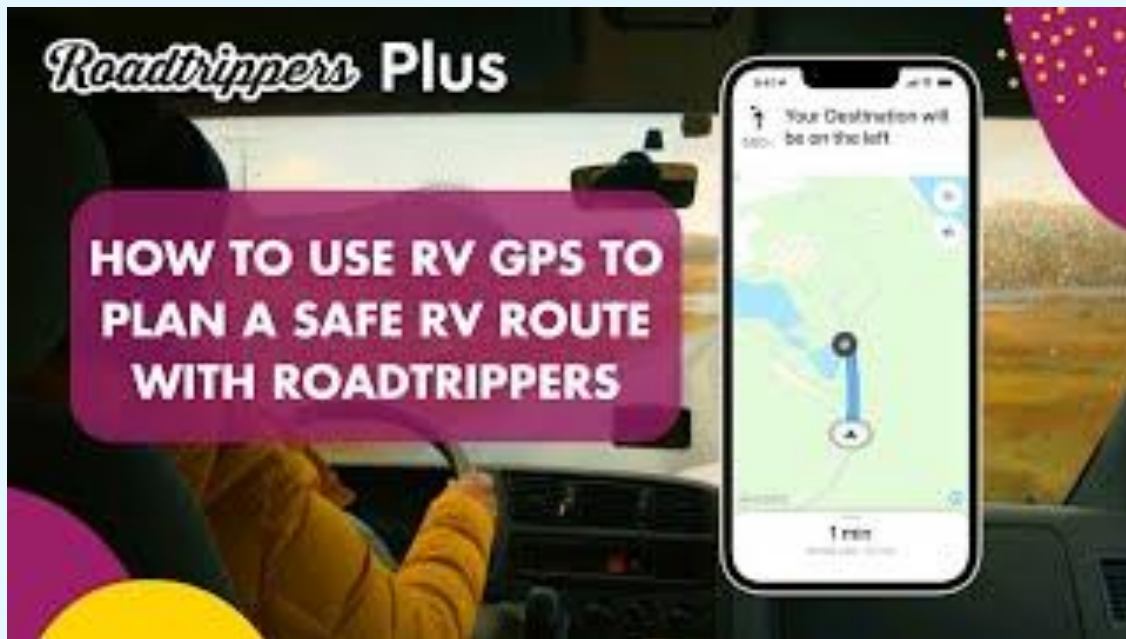 Roadtrippers Plus
HOW TO USE RV GPS TO
PLAN A SAFE RV ROUTE
WITH ROADTRIPPERS
Your Destination will
be on the left
1 min